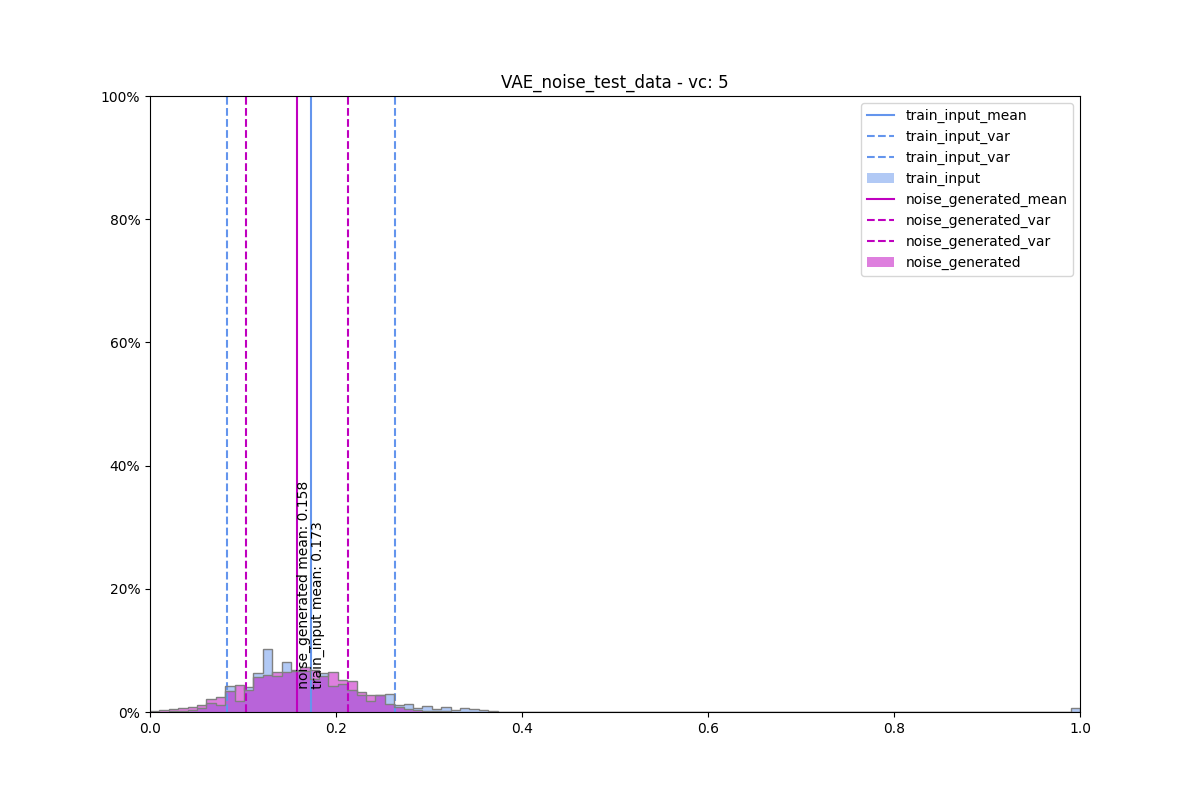 VAE_noise_test_data - vc: 5
100%
80%
60%
40%
20%
0%
train_input_mean
train_input_var
train_input_var
train_input
noise_generated_mean
noise_generated_var
noise_generated_var
noise_generated
noise_generated mean: 0.158
train_input mean: 0.173
0.0
0.2
0.4
0.6
0.8
1.0